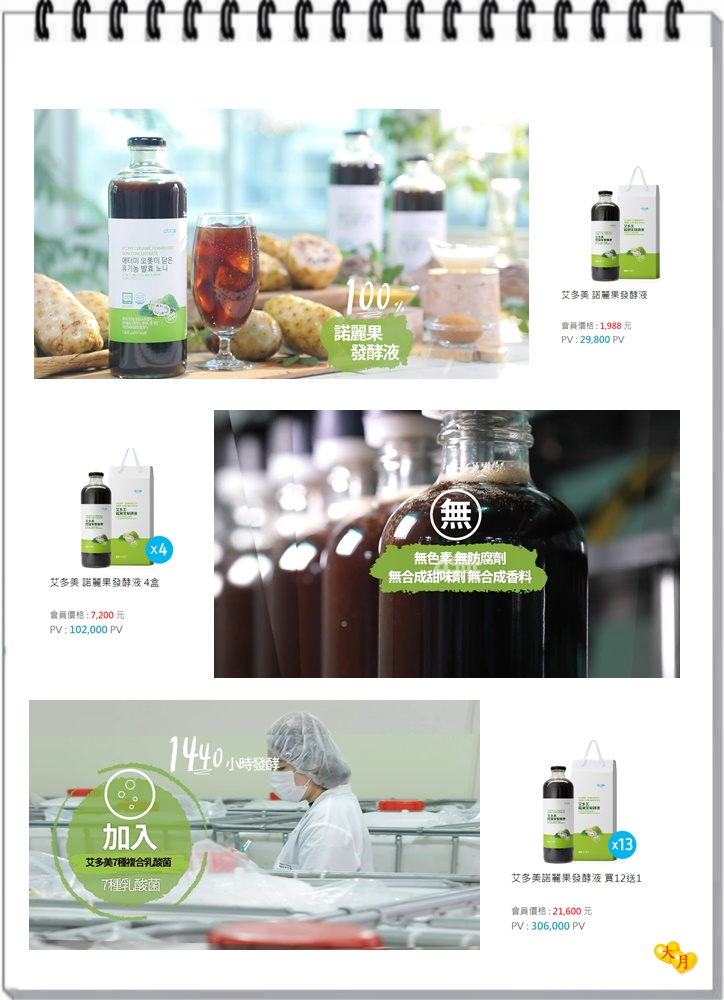 에터미 오롯이 담은
유기농 발효 노니
100%
諾麗果
發酵液
艾多美 諾麗果發酵液
會員價格 : 1,988 元
PV : 29,800 PV
x4
艾多美 諾麗果發酵液 4盒
會員價格 : 7,200 元
PV : 102,000 PV
無
無色素 無防腐劑
無合成甜味劑 無合成香料
1440 小時發酵
加入
艾多美7種複合乳酸菌
7種乳酸菌
x13
艾多美諾麗果發酵液 買12送1
會員價格 : 21,600 元
PV : 306,000 PV
大月